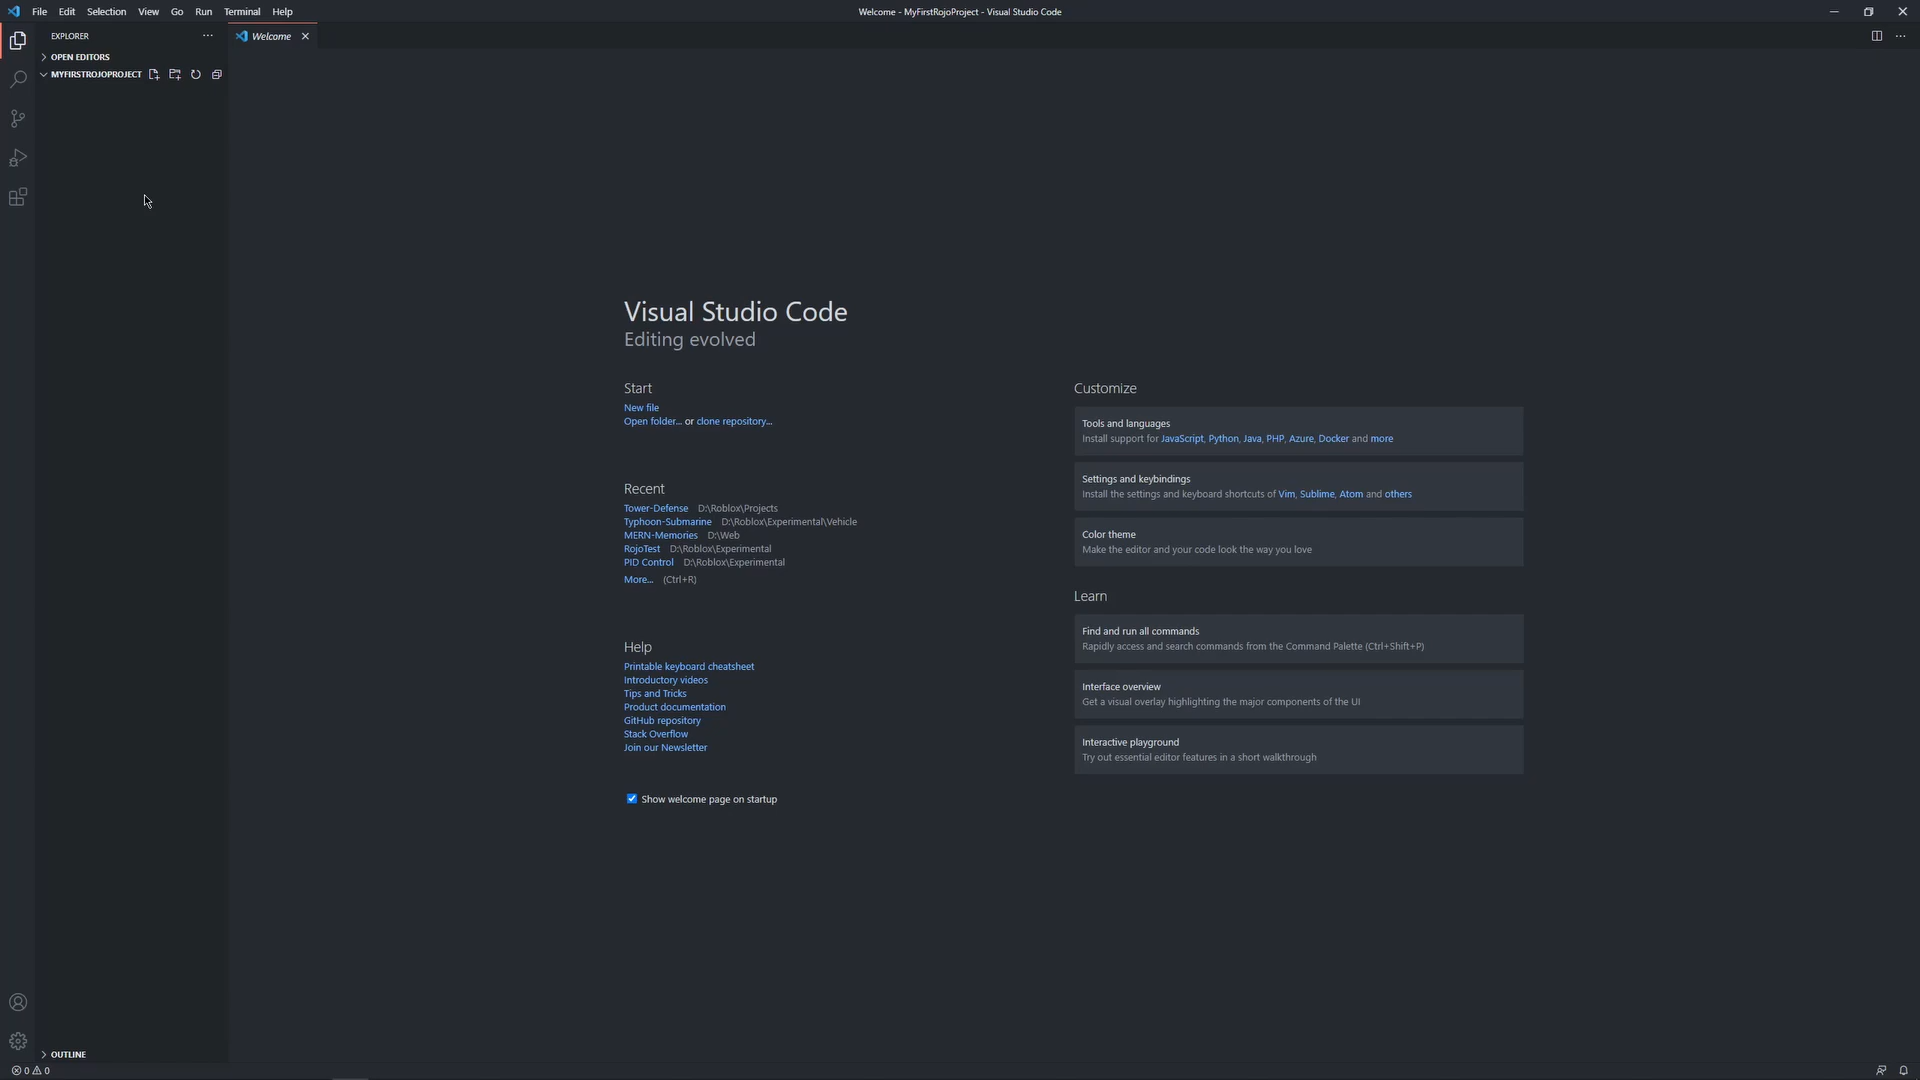 File Edit Selection View Go Run Terminal Help
Welcome - MyFirstRojoProject - Visual Studio Code
EXPLORER
Welcome
OPEN EDITORS
MYFIRSTROJOPROJECT
Visual Studio Code
Editing evolved
Start
New file
Open folder... or clone repository...
Recent
Tower-Defense D:\Roblox\Projects
Typhoon-Submarine D:\Roblox\Experimental\Vehicle
MERN-Memories D:\Web
RojoTest D:\Roblox\Experimental
PID Control D:\Roblox\Experimental
More... (Ctrl+R)
Help
Printable keyboard cheatsheet
Introductory videos
Tips and Tricks
Product documentation
GitHub repository
Stack Overflow
Join our Newsletter
Show welcome page on startup
Customize
Tools and languages
Install support for JavaScript, Python, Java, PHP, Azure, Docker and more
Settings and keybindings
Install the settings and keyboard shortcuts of Vim, Sublime, Atom and others
Color theme
Make the editor and your code look the way you love
Learn
Find and run all commands
Rapidly access and search commands from the Command Palette (Ctrl+Shift+P)
Interface overview
Get a visual overlay highlighting the major components of the UI
Interactive playground
Try out essential editor features in a short walkthrough
OUTLINE
0 0